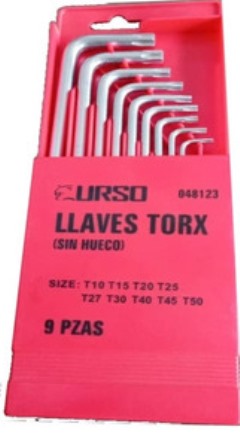 URSO 048123
LLAVES TORX
(SIN HUECO)
SIZE: T10 T15 T20 T25
T27 T30 T40 T45 T50
9 PZAS